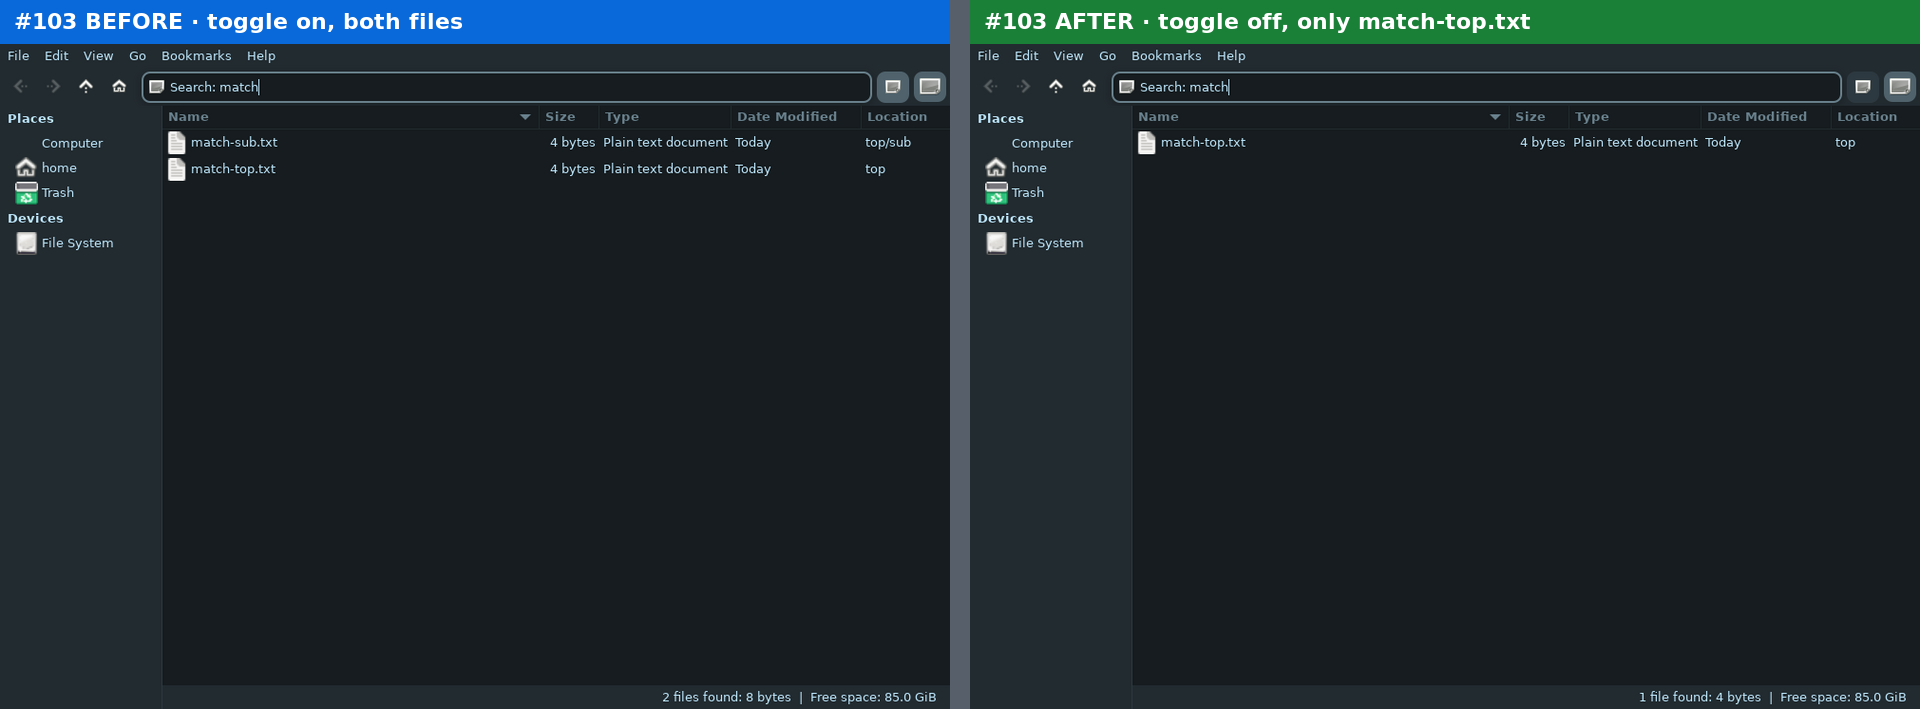 #103 BEFORE · toggle on, both files
File Edit View Go Bookmarks Help
Search: match
Places
Computer
home
Trash
Devices
File System
Name Size Type Date Modified Location
match-sub.txt 4 bytes Plain text document Today top/sub
match-top.txt 4 bytes Plain text document Today top
2 files found: 8 bytes | Free space: 85.0 GiB
#103 AFTER · toggle off, only match-top.txt
File Edit View Go Bookmarks Help
Search: match
Places
Computer
home
Trash
Devices
File System
Name Size Type Date Modified Location
match-top.txt 4 bytes Plain text document Today top
1 file found: 4 bytes | Free space: 85.0 GiB